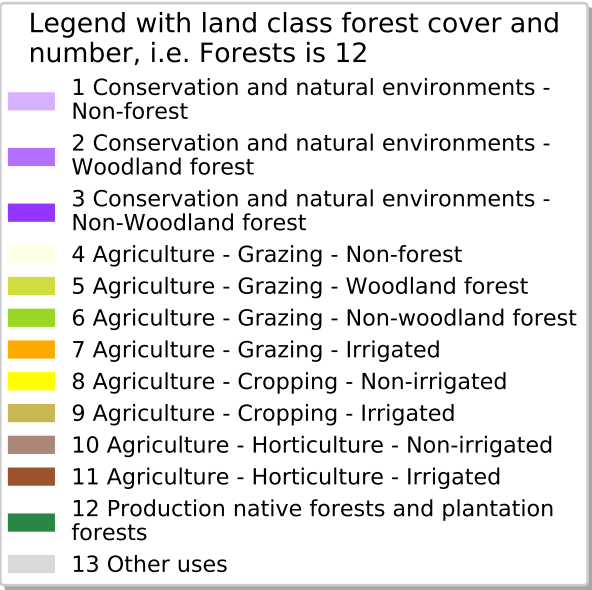 Legend with land class forest cover and
number, i.e. Forests is 12
1 Conservation and natural environments -
Non-forest
2 Conservation and natural environments -
Woodland forest
3 Conservation and natural environments -
Non-Woodland forest
4 Agriculture - Grazing - Non-forest
5 Agriculture - Grazing - Woodland forest
6 Agriculture - Grazing - Non-woodland forest
7 Agriculture - Grazing - Irrigated
8 Agriculture - Cropping - Non-irrigated
9 Agriculture - Cropping - Irrigated
10 Agriculture - Horticulture - Non-irrigated
11 Agriculture - Horticulture - Irrigated
12 Production native forests and plantation
forests
13 Other uses